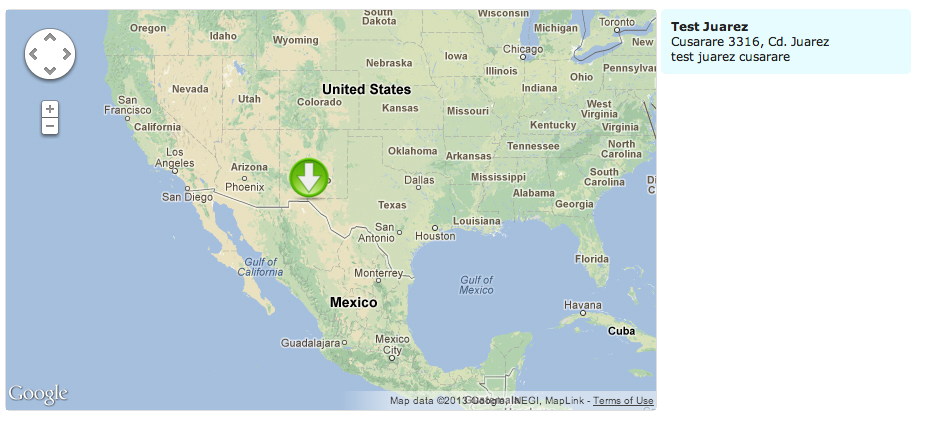 South
Dakota
Wisconsin
Toronto
Oregon
Idaho
Wyoming
Michigan
New
Nebraska
Iowa
Chicago
Pennsylvan
Nevada
Utah
Colorado
United States
Illinois
Indiana
Ohio
San
Francisco
California
Kansas
Missouri
West
Virginia
Kentucky
Virginia
Los
Angeles
Arizona
Phoenix
Oklahoma
Arkansas
Tennessee
North
Carolina
San Diego
Dallas
Mississippi
South
Carolina
Alabama
Georgia
Texas
San
Antonio
Houston
Louisiana
Gulf of
California
Monterrey
Gulf of
Mexico
Florida
Mexico
Havana
Cuba
Guadalajara
Mexico
City
Google
Map data ©2013 Google, INEGI, MapLink - Terms of Use
Test Juarez
Cusarare 3316, Cd. Juarez
test juarez cusarare